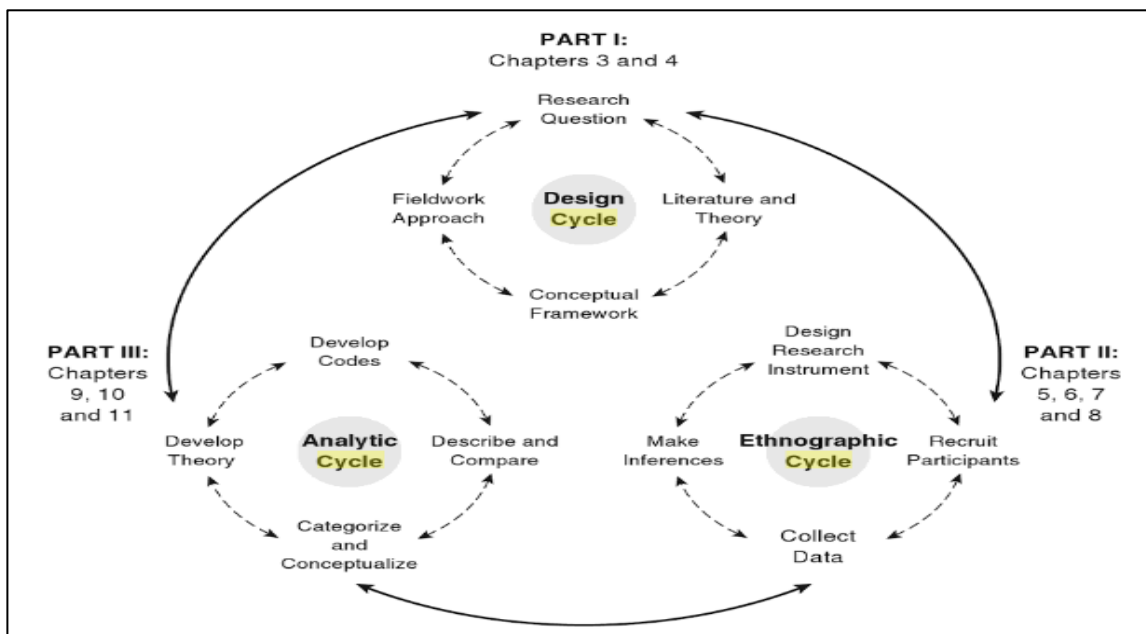 PART I:
Chapters 3 and 4
Research
Question
Fieldwork
Approach
Design
Cycle
Literature and
Theory
Conceptual
Framework
PART III:
Chapters
9, 10
and 11
Develop
Codes
Develop
Theory
Analytic
Cycle
Describe and
Compare
Categorize
and
Conceptualize
Design
Research
Instrument
PART II:
Chapters
5, 6, 7
and 8
Make
Inferences
Ethnographic
Cycle
Recruit
Participants
Collect
Data